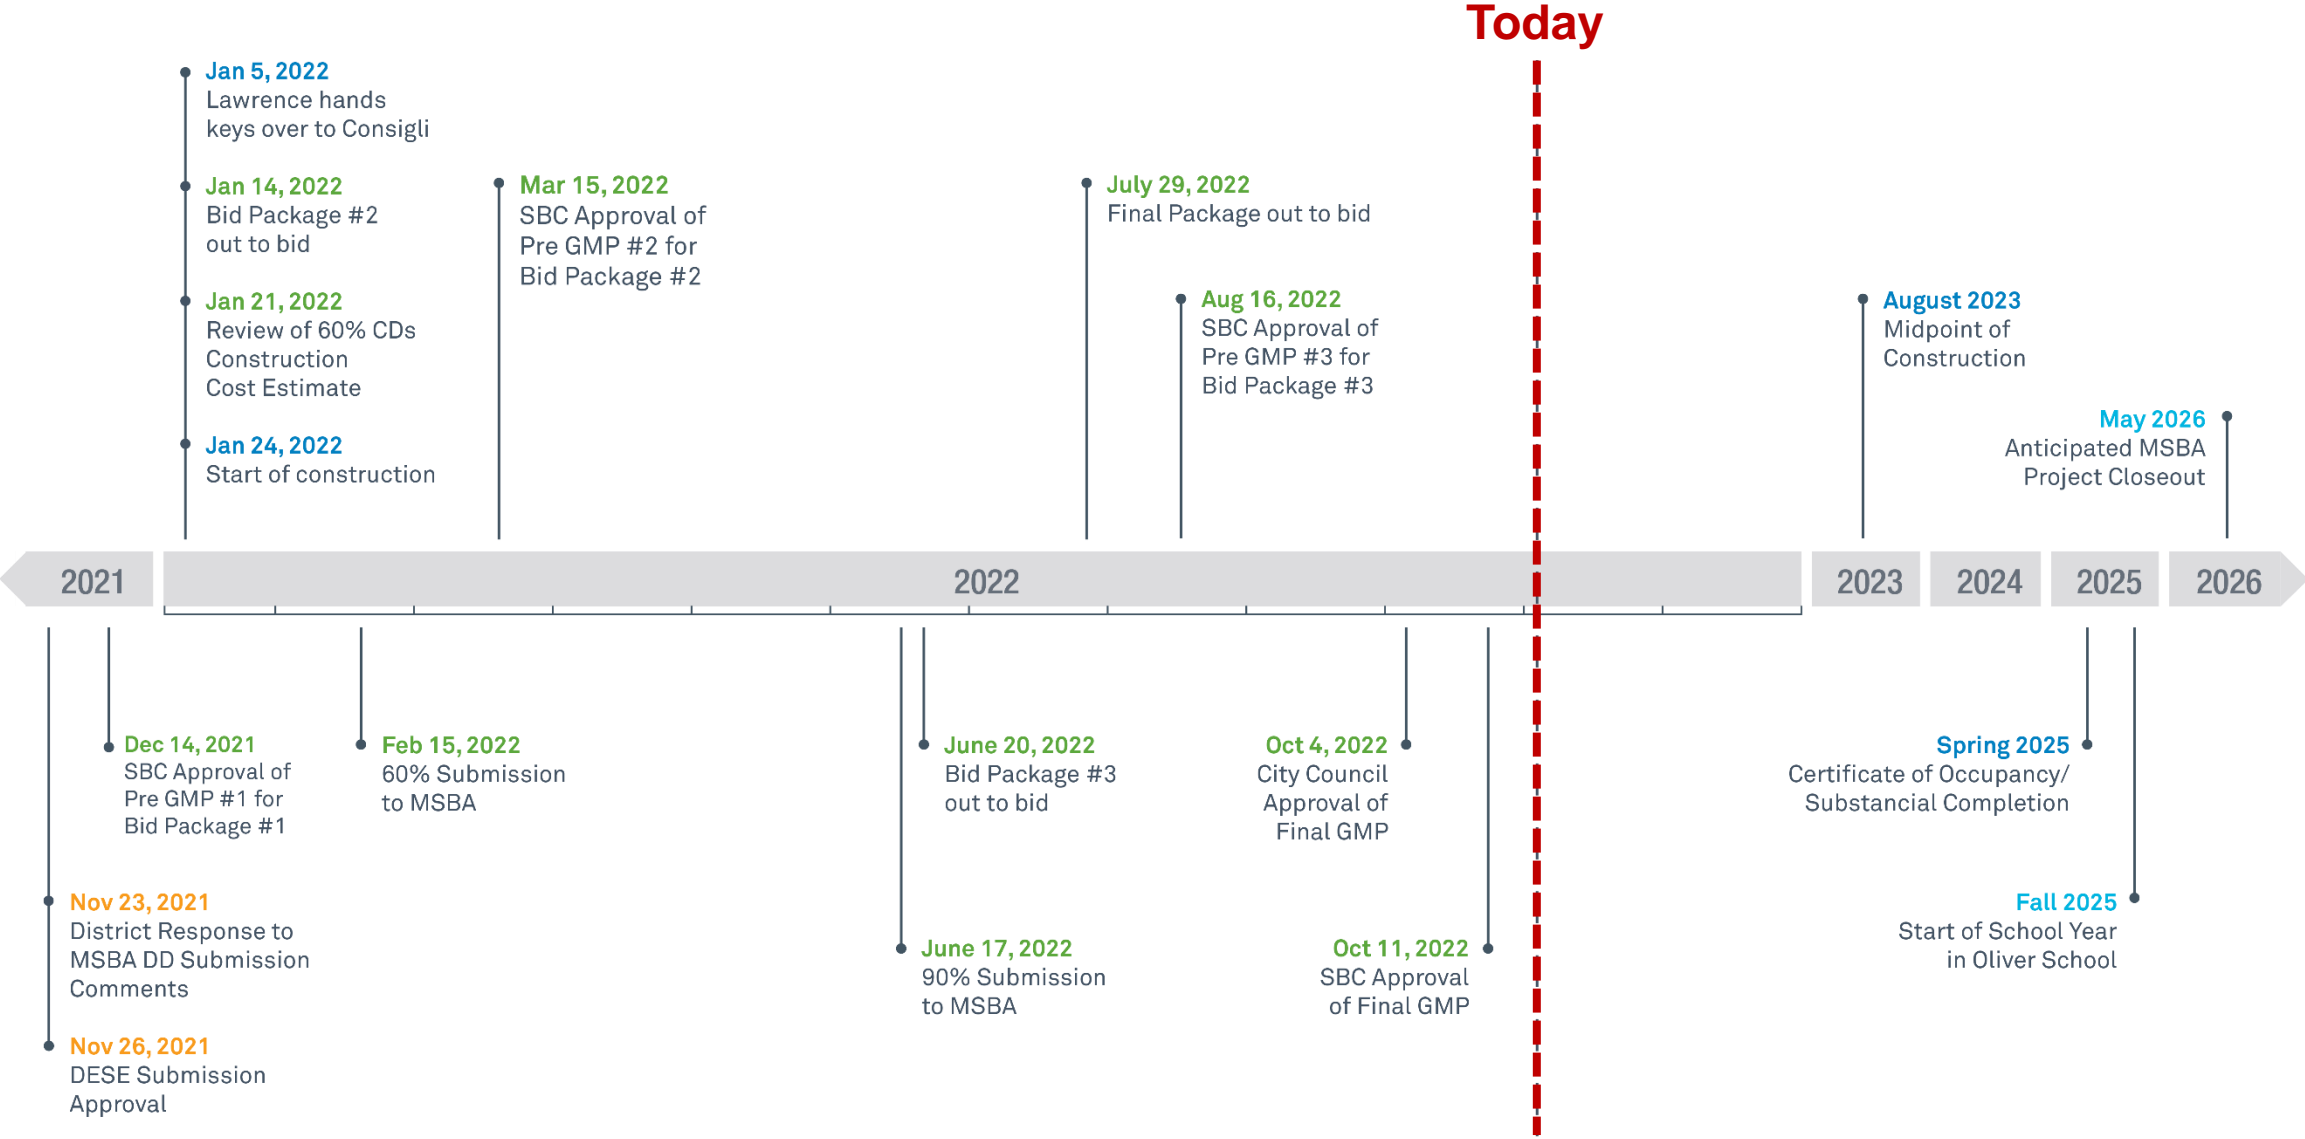 Today
Jan 5, 2022
Lawrence hands
keys over to Consigli
Jan 14, 2022
Bid Package #2
out to bid
Jan 21, 2022
Review of 60% CDs
Construction
Cost Estimate
Jan 24, 2022
Start of construction
Mar 15, 2022
SBC Approval of
Pre GMP #2 for
Bid Package #2
July 29, 2022
Final Package out to bid
Aug 16, 2022
SBC Approval of
Pre GMP #3 for
Bid Package #3
August 2023
Midpoint of
Construction
May 2026
Anticipated MSBA
Project Closeout
2021
2022
2023
2024
2025
2026
Dec 14, 2021
SBC Approval of
Pre GMP #1 for
Bid Package #1
Nov 23, 2021
District Response to
MSBA DD Submission
Comments
Nov 26, 2021
DESE Submission
Approval
Feb 15, 2022
60% Submission
to MSBA
June 20, 2022
Bid Package #3
out to bid
June 17, 2022
90% Submission
to MSBA
Oct 4, 2022
City Council
Approval of
Final GMP
Oct 11, 2022
SBC Approval
of Final GMP
Spring 2025
Certificate of Occupancy/
Substancial Completion
Fall 2025
Start of School Year
in Oliver School